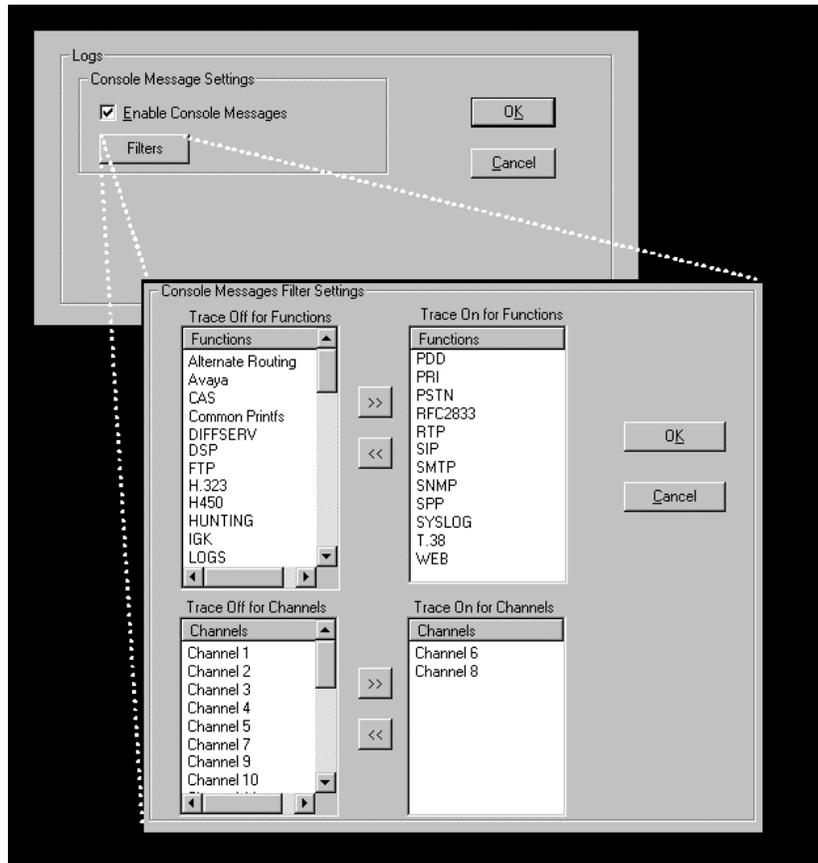 Logs
Console Message Settings
Enable Console Messages
Filters
OK
Cancel
Console Messages Filter Settings
Trace Off for Functions
Functions
Alternate Routing
Avaya
CAS
Common Printfs
DIFFSERV
DSP
FTP
H.323
H450
HUNTING
IGK
LOGS
>>
<<
Trace On for Functions
Functions
PDD
PRI
PSTN
RFC2833
RTP
SIP
SMTP
SNMP
SPP
SYSLOG
T.38
WEB
OK
Cancel
Trace Off for Channels
Channels
Channel 1
Channel 2
Channel 3
Channel 4
Channel 5
Channel 7
Channel 9
Channel 10
>>
<<
Trace On for Channels
Channels
Channel 6
Channel 8